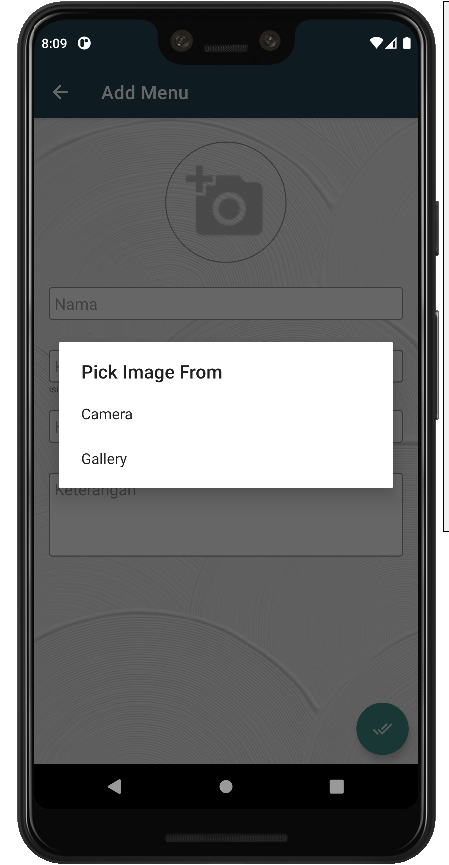 8:09
Add Menu
Nama
Pick Image From
Camera
Gallery
Keterangan